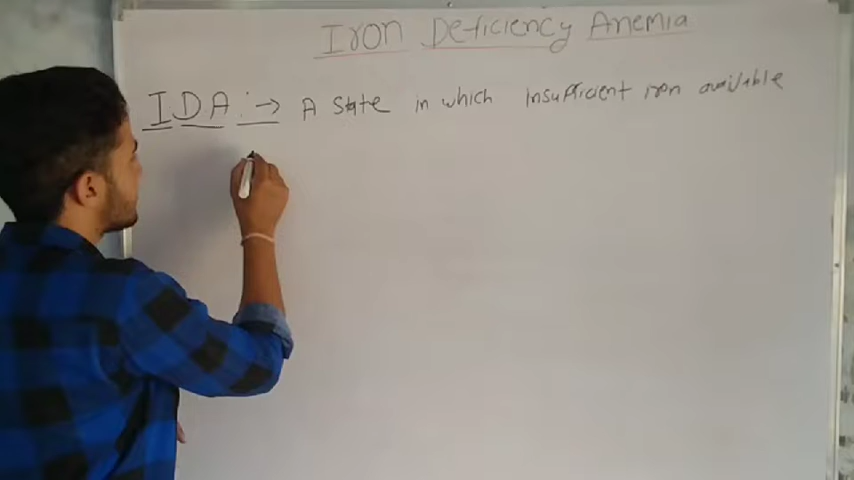 Iron Deficiency Anemia
IDA :→ A State in which insufficient iron available